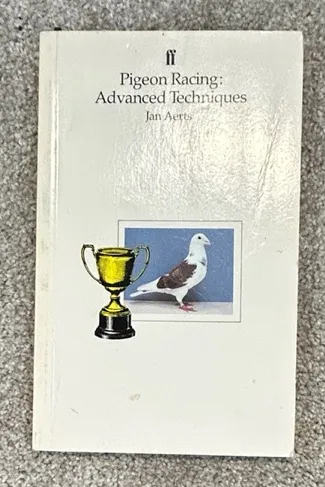 ff
Pigeon Racing:
Advanced Techniques
Jan Aerts